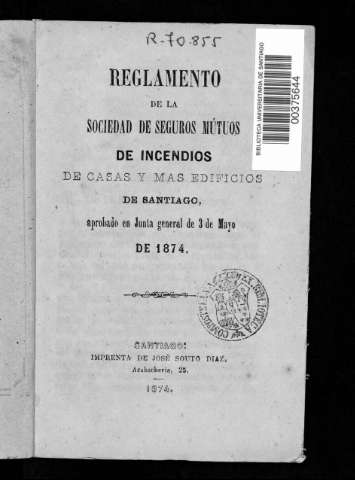 R-70.855
REGLAMENTO
DE LA
SOCIEDAD DE SEGUROS MÚTUOS
DE INCENDIOS
DE CASAS Y MAS EDIFICIOS
DE SANTIAGO,
aprobado en Junta general de 3 de Mayo
DE 1874.
SANTIAGO:
IMPRENTA DE JOSÉ SOUTO DIAZ,
Azabachería, 25.
1874.
BIBLIOTECA UNIVERSITARIA DE SANTIAGO
00375644
BIBLIOTECA